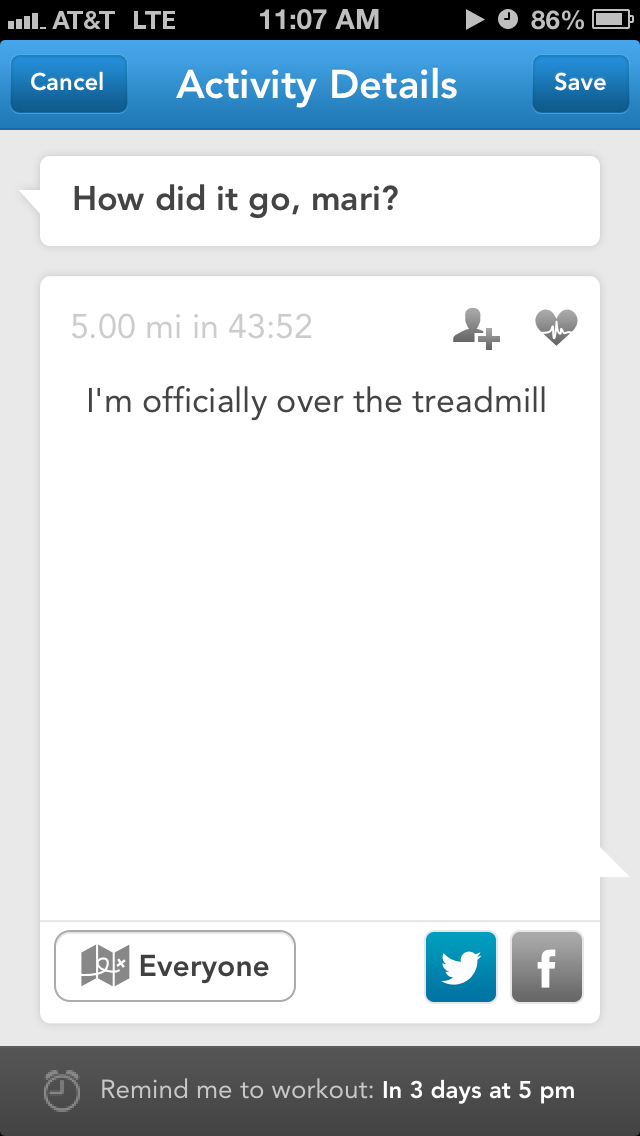 AT&T LTE 11:07 AM 86%
Cancel Activity Details Save
How did it go, mari?
5.00 mi in 43:52
I'm officially over the treadmill
Everyone
Remind me to workout: In 3 days at 5 pm